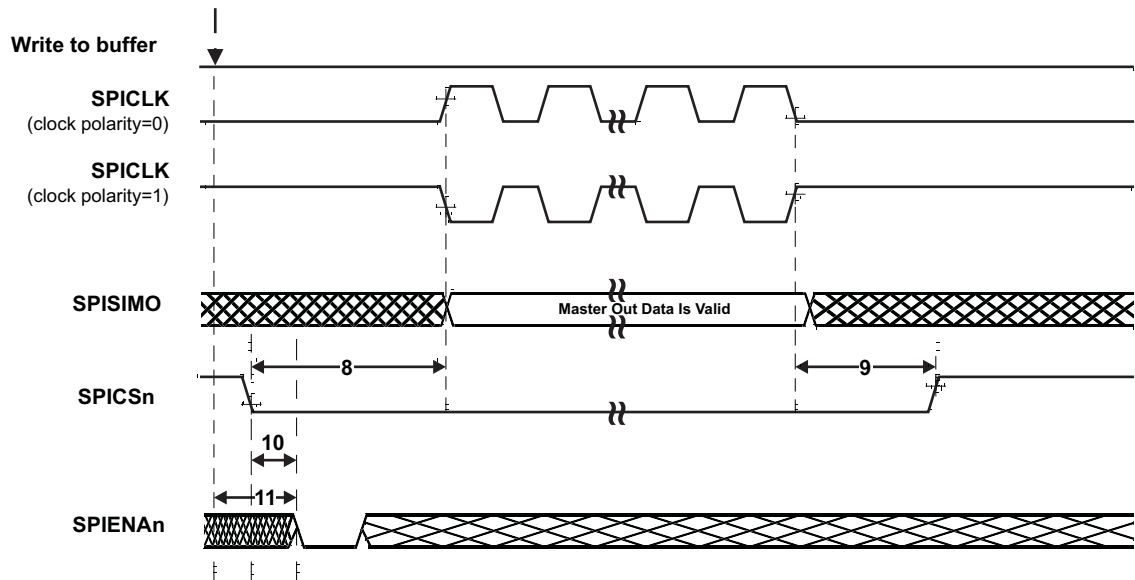 Write to buffer
SPICLK
(clock polarity=0)
SPICLK
(clock polarity=1)
SPISIMO
Master Out Data Is Valid
8
9
SPICSn
10
11
SPIENAn